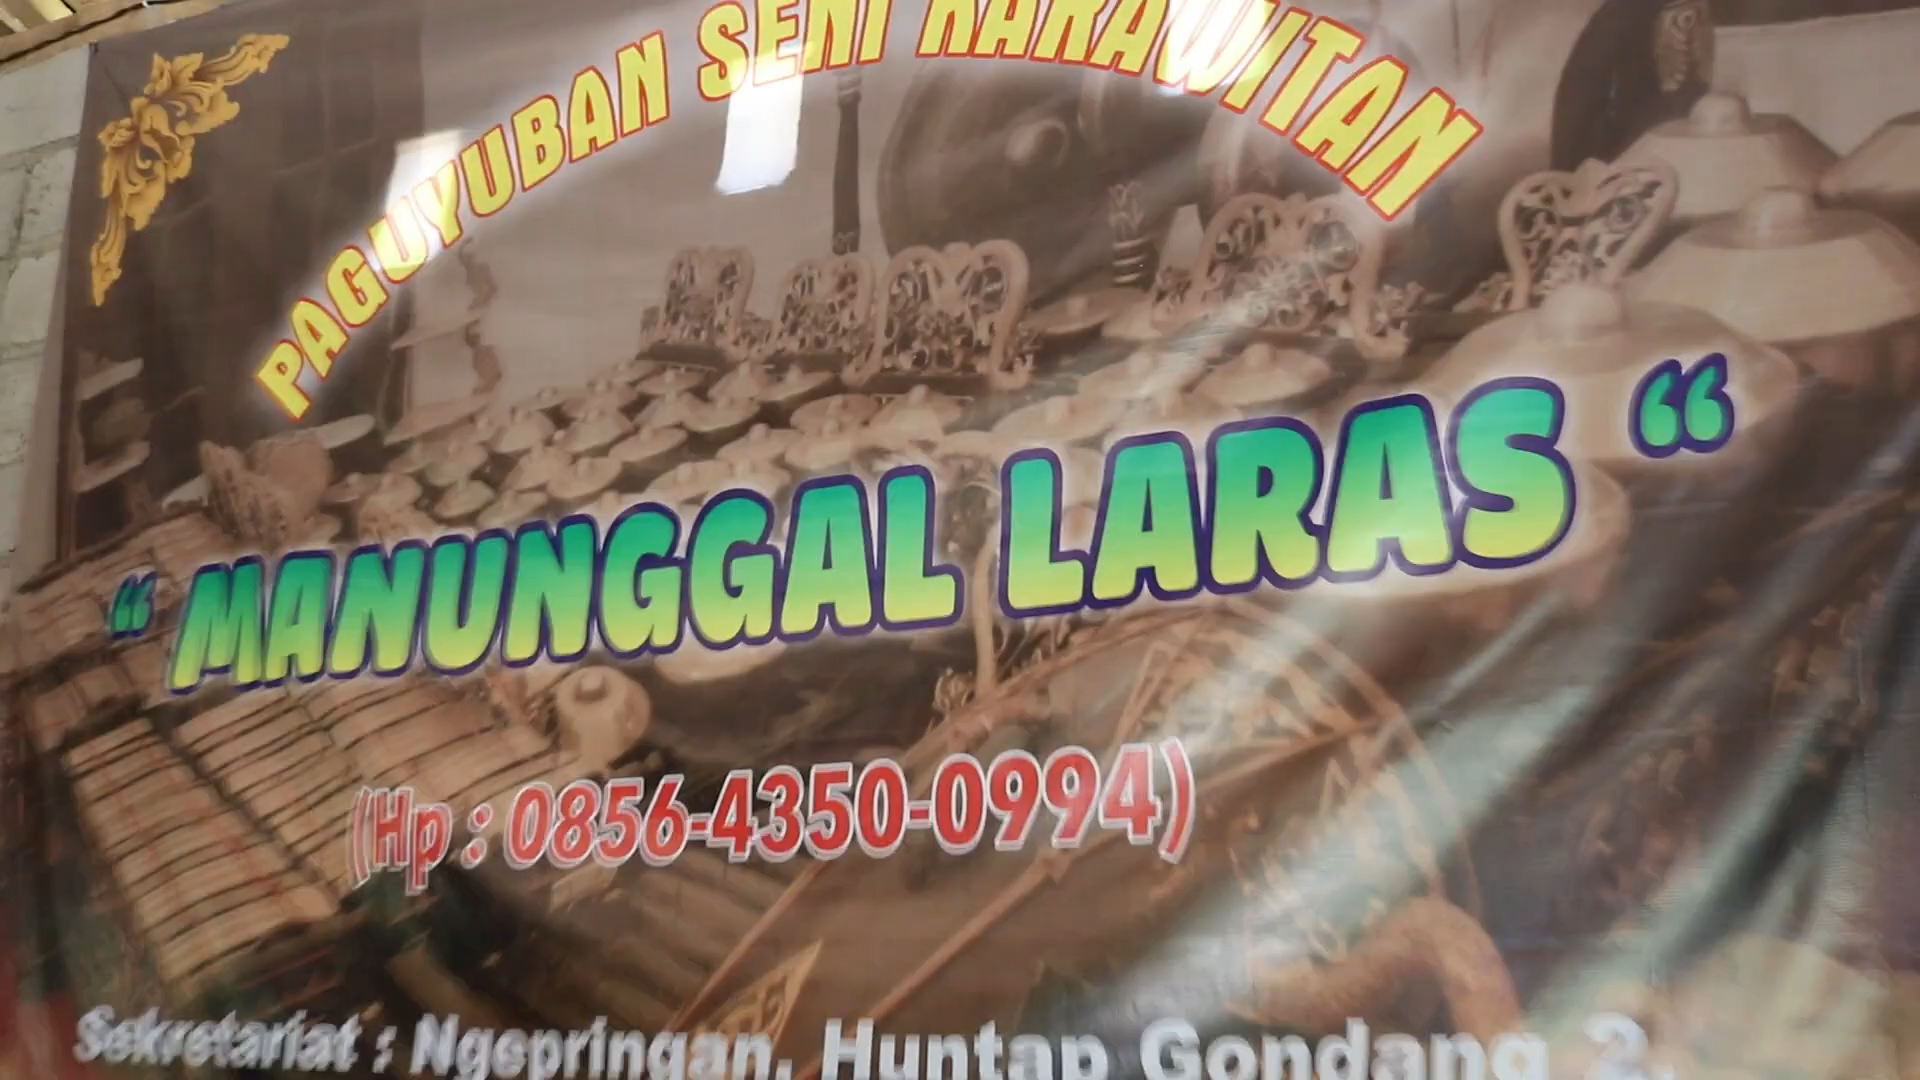 PAGUYUBAN SENI KARAWITAN
“ MANUNGGAL LARAS “
(Hp : 0856-4350-0994)
Sekretariat : Ngepringan, Huntap Gondang 2,